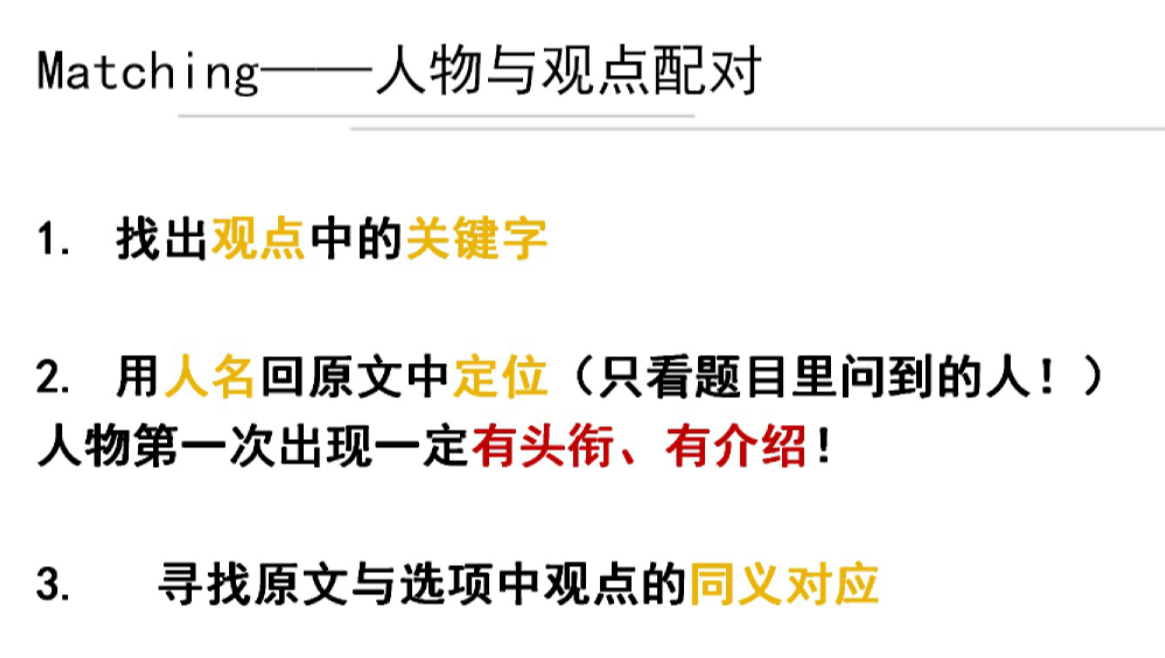 Matching——人物与观点配对
1. 找出观点中的关键字
2. 用人名回原文中定位（只看题目里问到的人！）
人物第一次出现一定有头衔、有介绍！
3. 寻找原文与选项中观点的同义对应